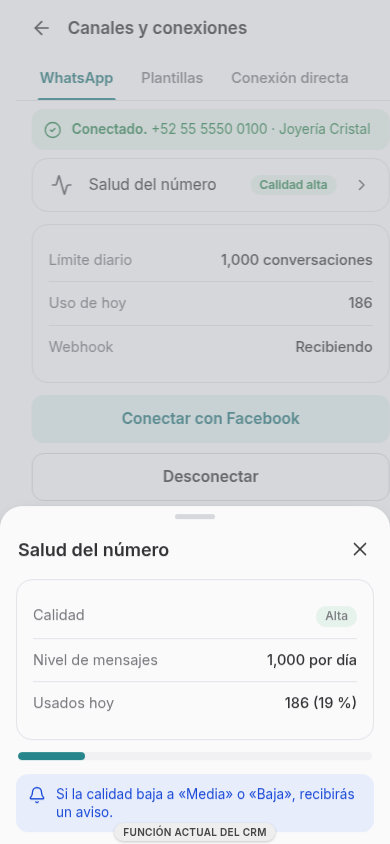 Canales y conexiones
WhatsApp Plantillas Conexión directa
Conectado. +52 55 5550 0100 · Joyería Cristal
Salud del número Calidad alta
Límite diario 1,000 conversaciones
Uso de hoy 186
Webhook Recibiendo
Conectar con Facebook
Desconectar
Salud del número
Calidad Alta
Nivel de mensajes 1,000 por día
Usados hoy 186 (19 %)
Si la calidad baja a «Media» o «Baja», recibirás
un aviso.
FUNCIÓN ACTUAL DEL CRM